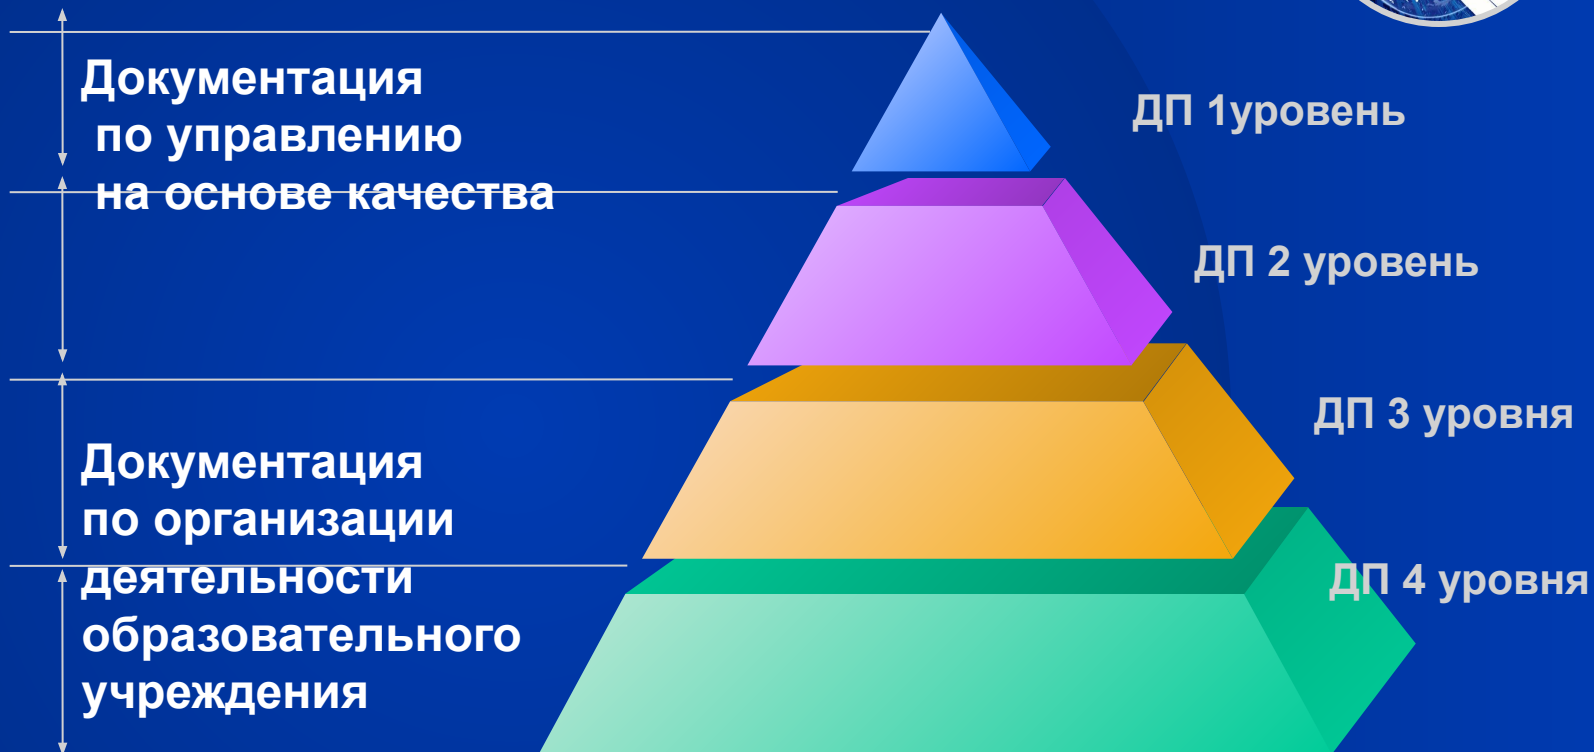 Документация
по управлению
на основе качества
ДП 1уровень
ДП 2 уровень
ДП 3 уровня
Документация
по организации
деятельности
образовательного
учреждения
ДП 4 уровня